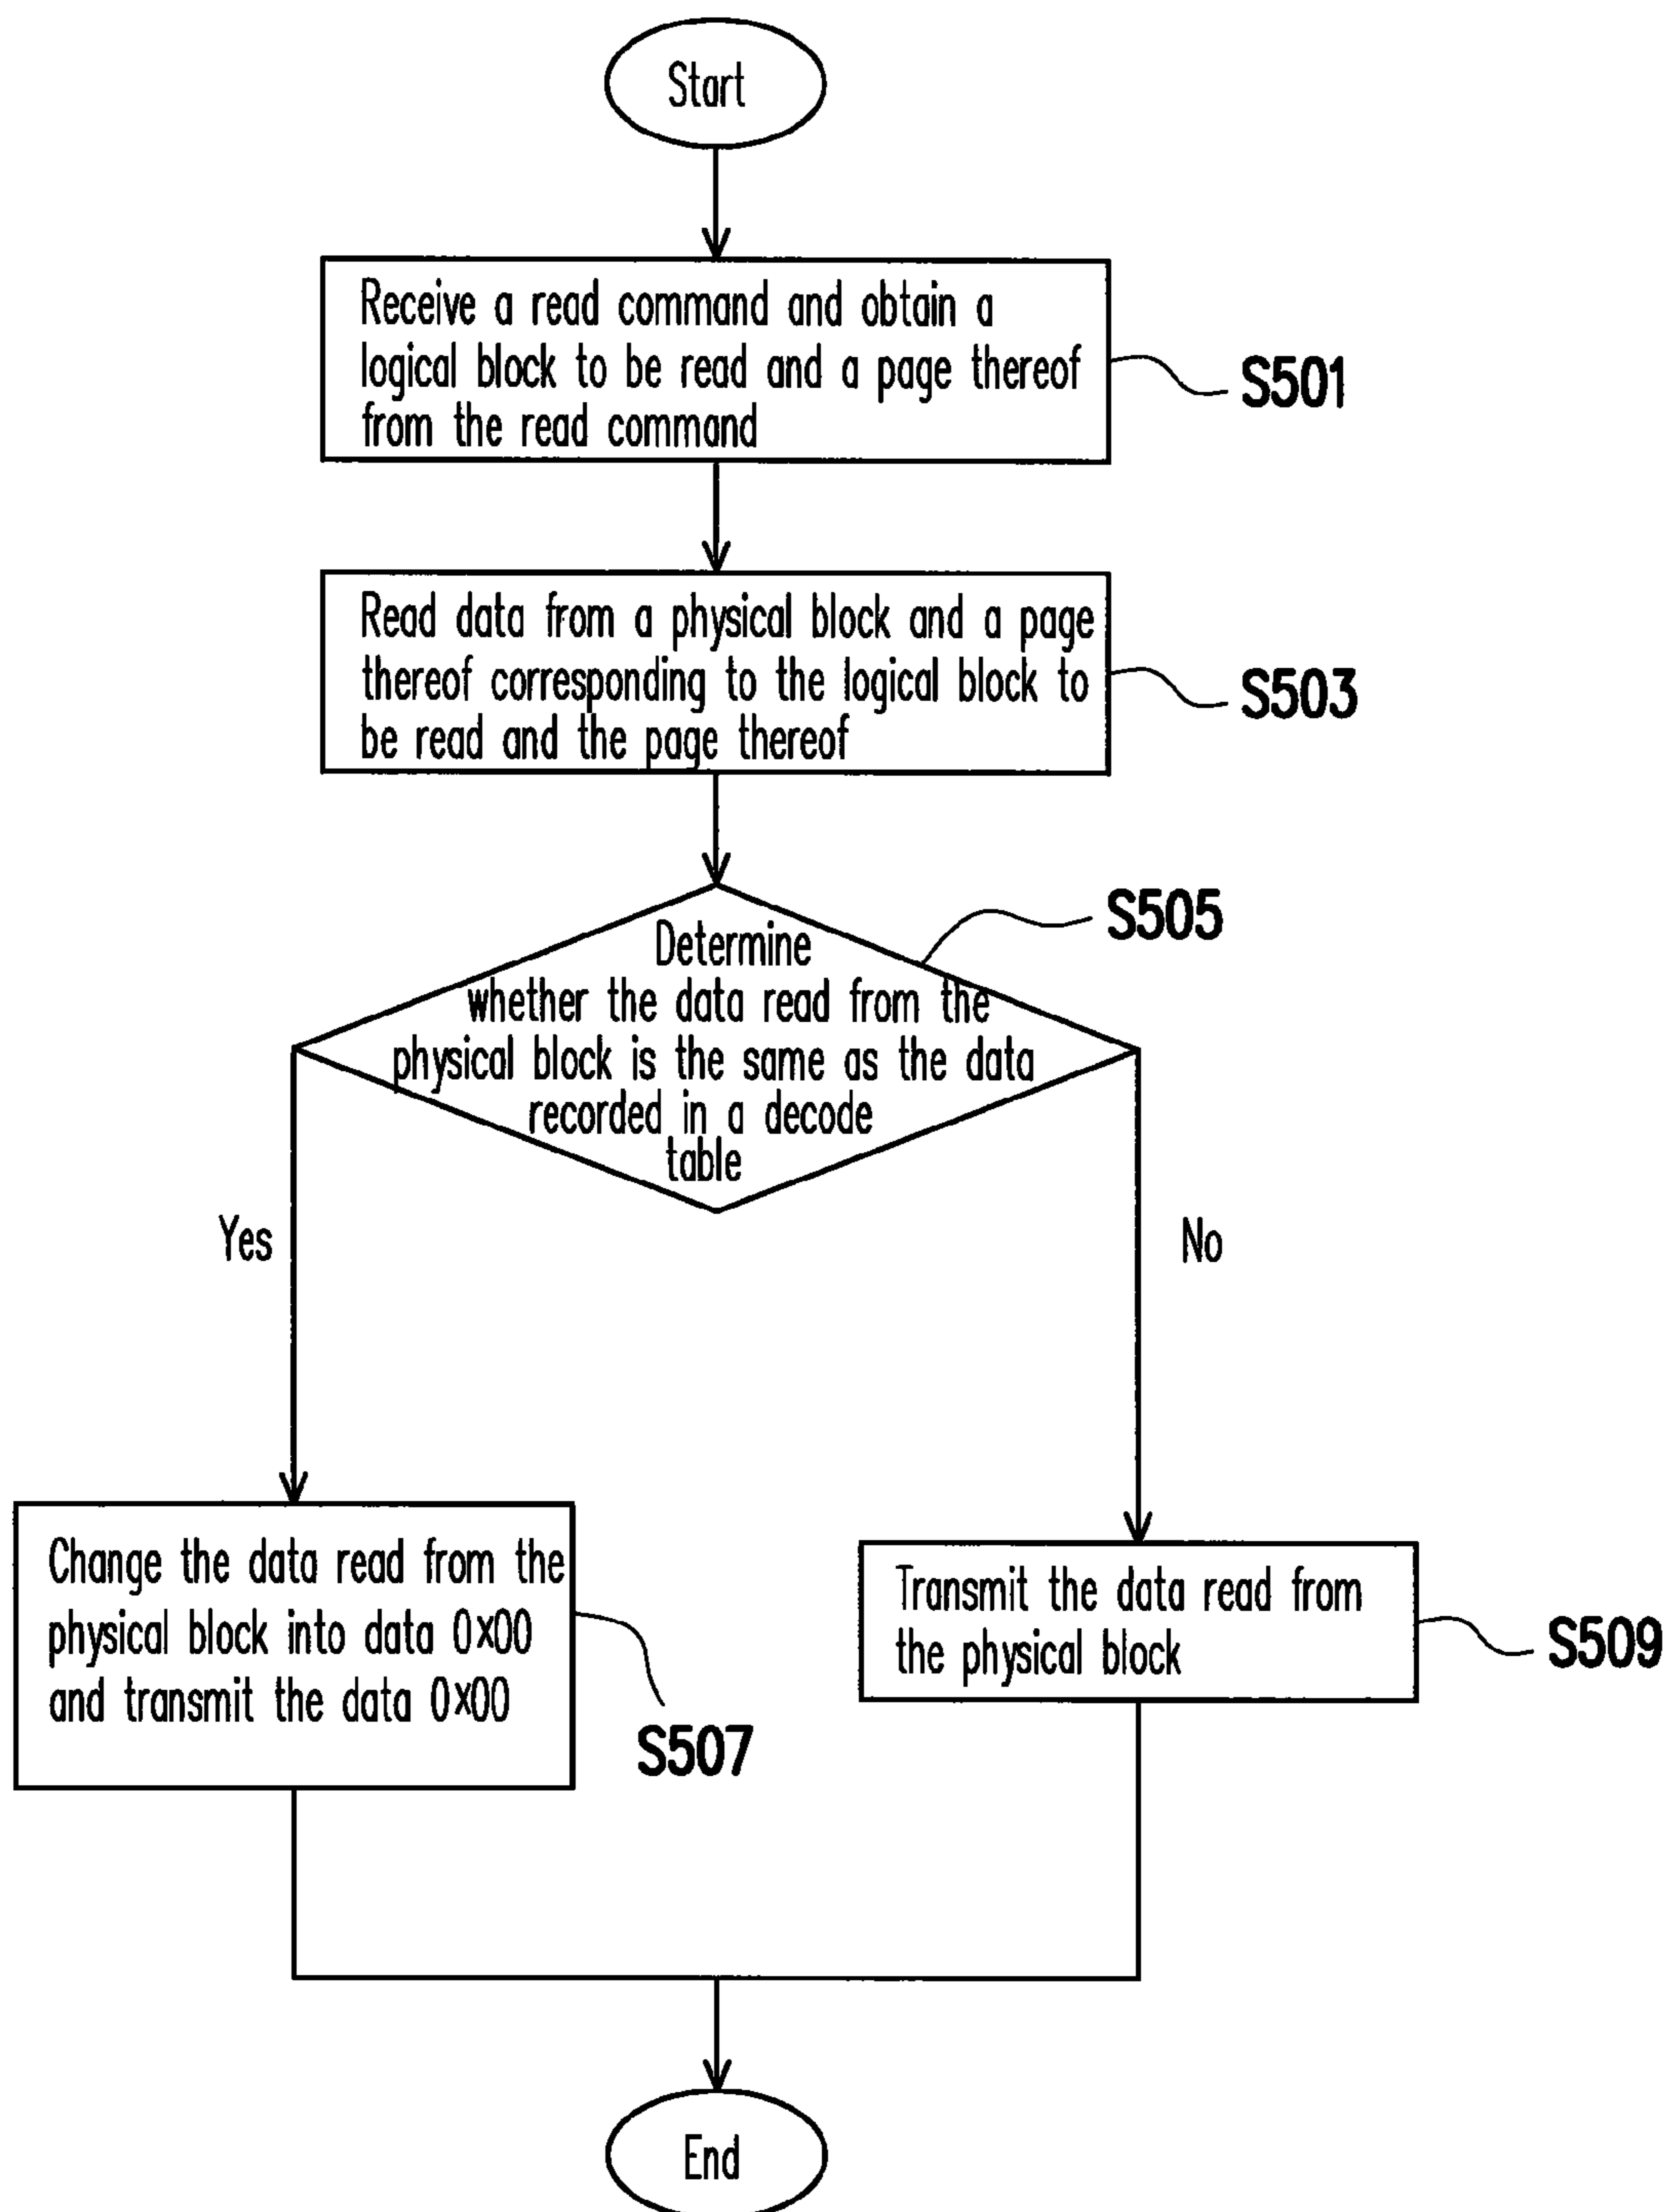 Start
Receive a read command and obtain a
logical block to be read and a page thereof
from the read command
S501
Read data from a physical block and a page
thereof corresponding to the logical block to
be read and the page thereof
S503
Determine
whether the data read from the
physical block is the same as the data
recorded in a decode
table
S505
Yes
No
Change the data read from the
physical block into data 0×00
and transmit the data 0×00
S507
Transmit the data read from
the physical block
S509
End